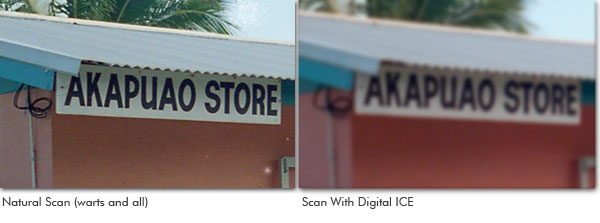 AKAPUAO STORE
AKAPUAO STORE
Natural Scan (warts and all)
Scan With Digital ICE